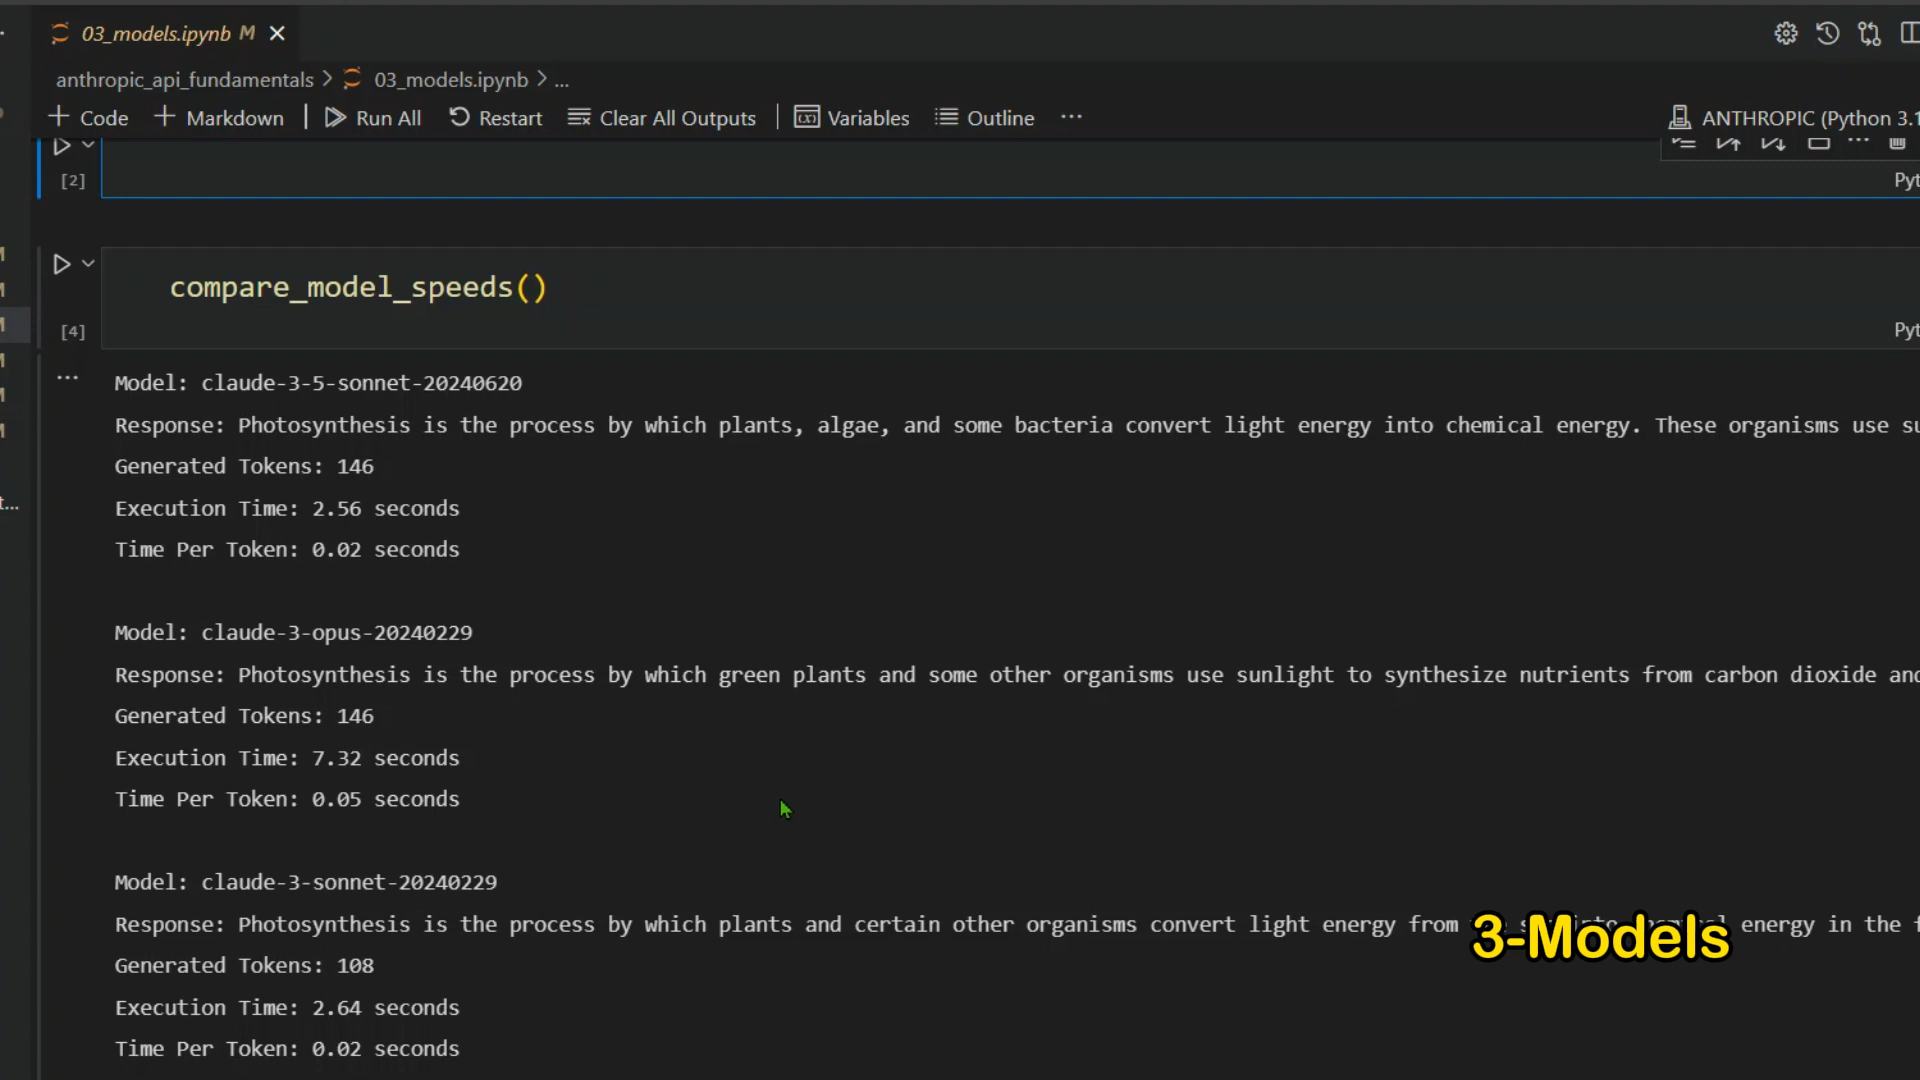 03_models.ipynb M
anthropic_api_fundamentals > 03_models.ipynb > ...
Code Markdown Run All Restart Clear All Outputs Variables Outline ...
ANTHROPIC (Python 3.1
[2]
Pyt
compare_model_speeds()
[4]
Pyt
Model: claude-3-5-sonnet-20240620
Response: Photosynthesis is the process by which plants, algae, and some bacteria convert light energy into chemical energy. These organisms use su
Generated Tokens: 146
Execution Time: 2.56 seconds
Time Per Token: 0.02 seconds
Model: claude-3-opus-20240229
Response: Photosynthesis is the process by which green plants and some other organisms use sunlight to synthesize nutrients from carbon dioxide and
Generated Tokens: 146
Execution Time: 7.32 seconds
Time Per Token: 0.05 seconds
Model: claude-3-sonnet-20240229
Response: Photosynthesis is the process by which plants and certain other organisms convert light energy from energy in the f
3-Models
Generated Tokens: 108
Execution Time: 2.64 seconds
Time Per Token: 0.02 seconds